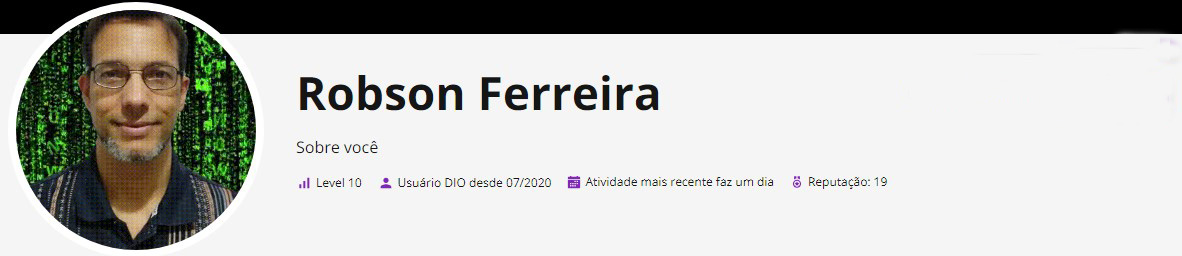 Robson Ferreira
Sobre você
Level 10 Usuário DIO desde 07/2020 Atividade mais recente faz um dia Reputação: 19